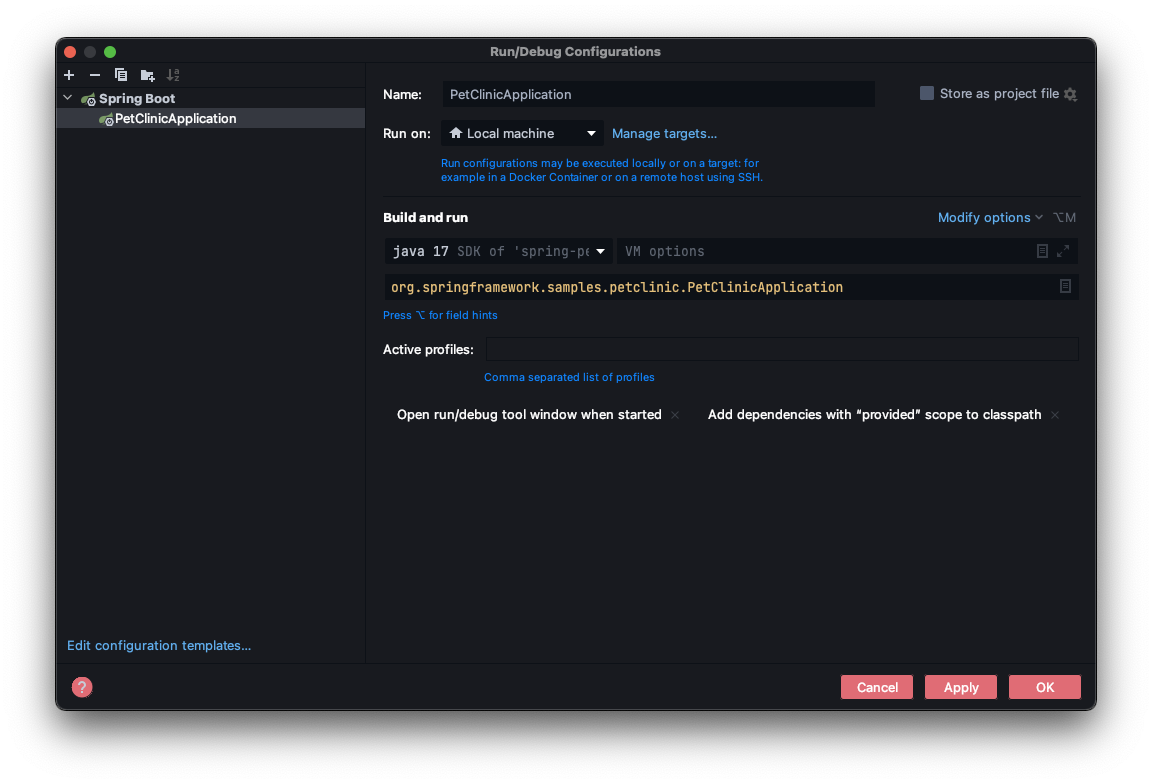 Run/Debug Configurations
Spring Boot
PetClinicApplication
Edit configuration templates...
Name: PetClinicApplication Store as project file
Run on: Local machine Manage targets...
Run configurations may be executed locally or on a target: for
example in a Docker Container or on a remote host using SSH.
Build and run Modify options ⌥M
java 17 SDK of 'spring-pe VM options
org.springframework.samples.petclinic.PetClinicApplication
Press ⌥ for field hints
Active profiles:
Comma separated list of profiles
Open run/debug tool window when started × Add dependencies with “provided” scope to classpath ×
? Cancel Apply OK